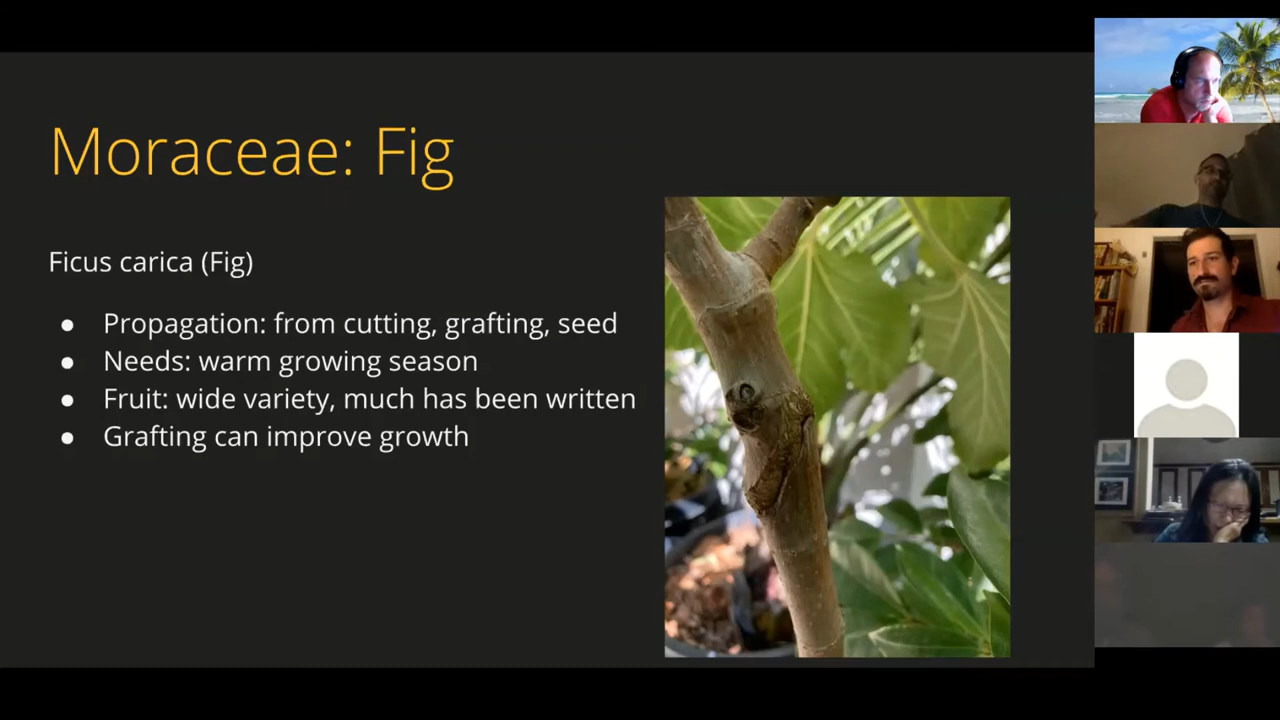 Moraceae: Fig
Ficus carica (Fig)
● Propagation: from cutting, grafting, seed
● Needs: warm growing season
● Fruit: wide variety, much has been written
● Grafting can improve growth